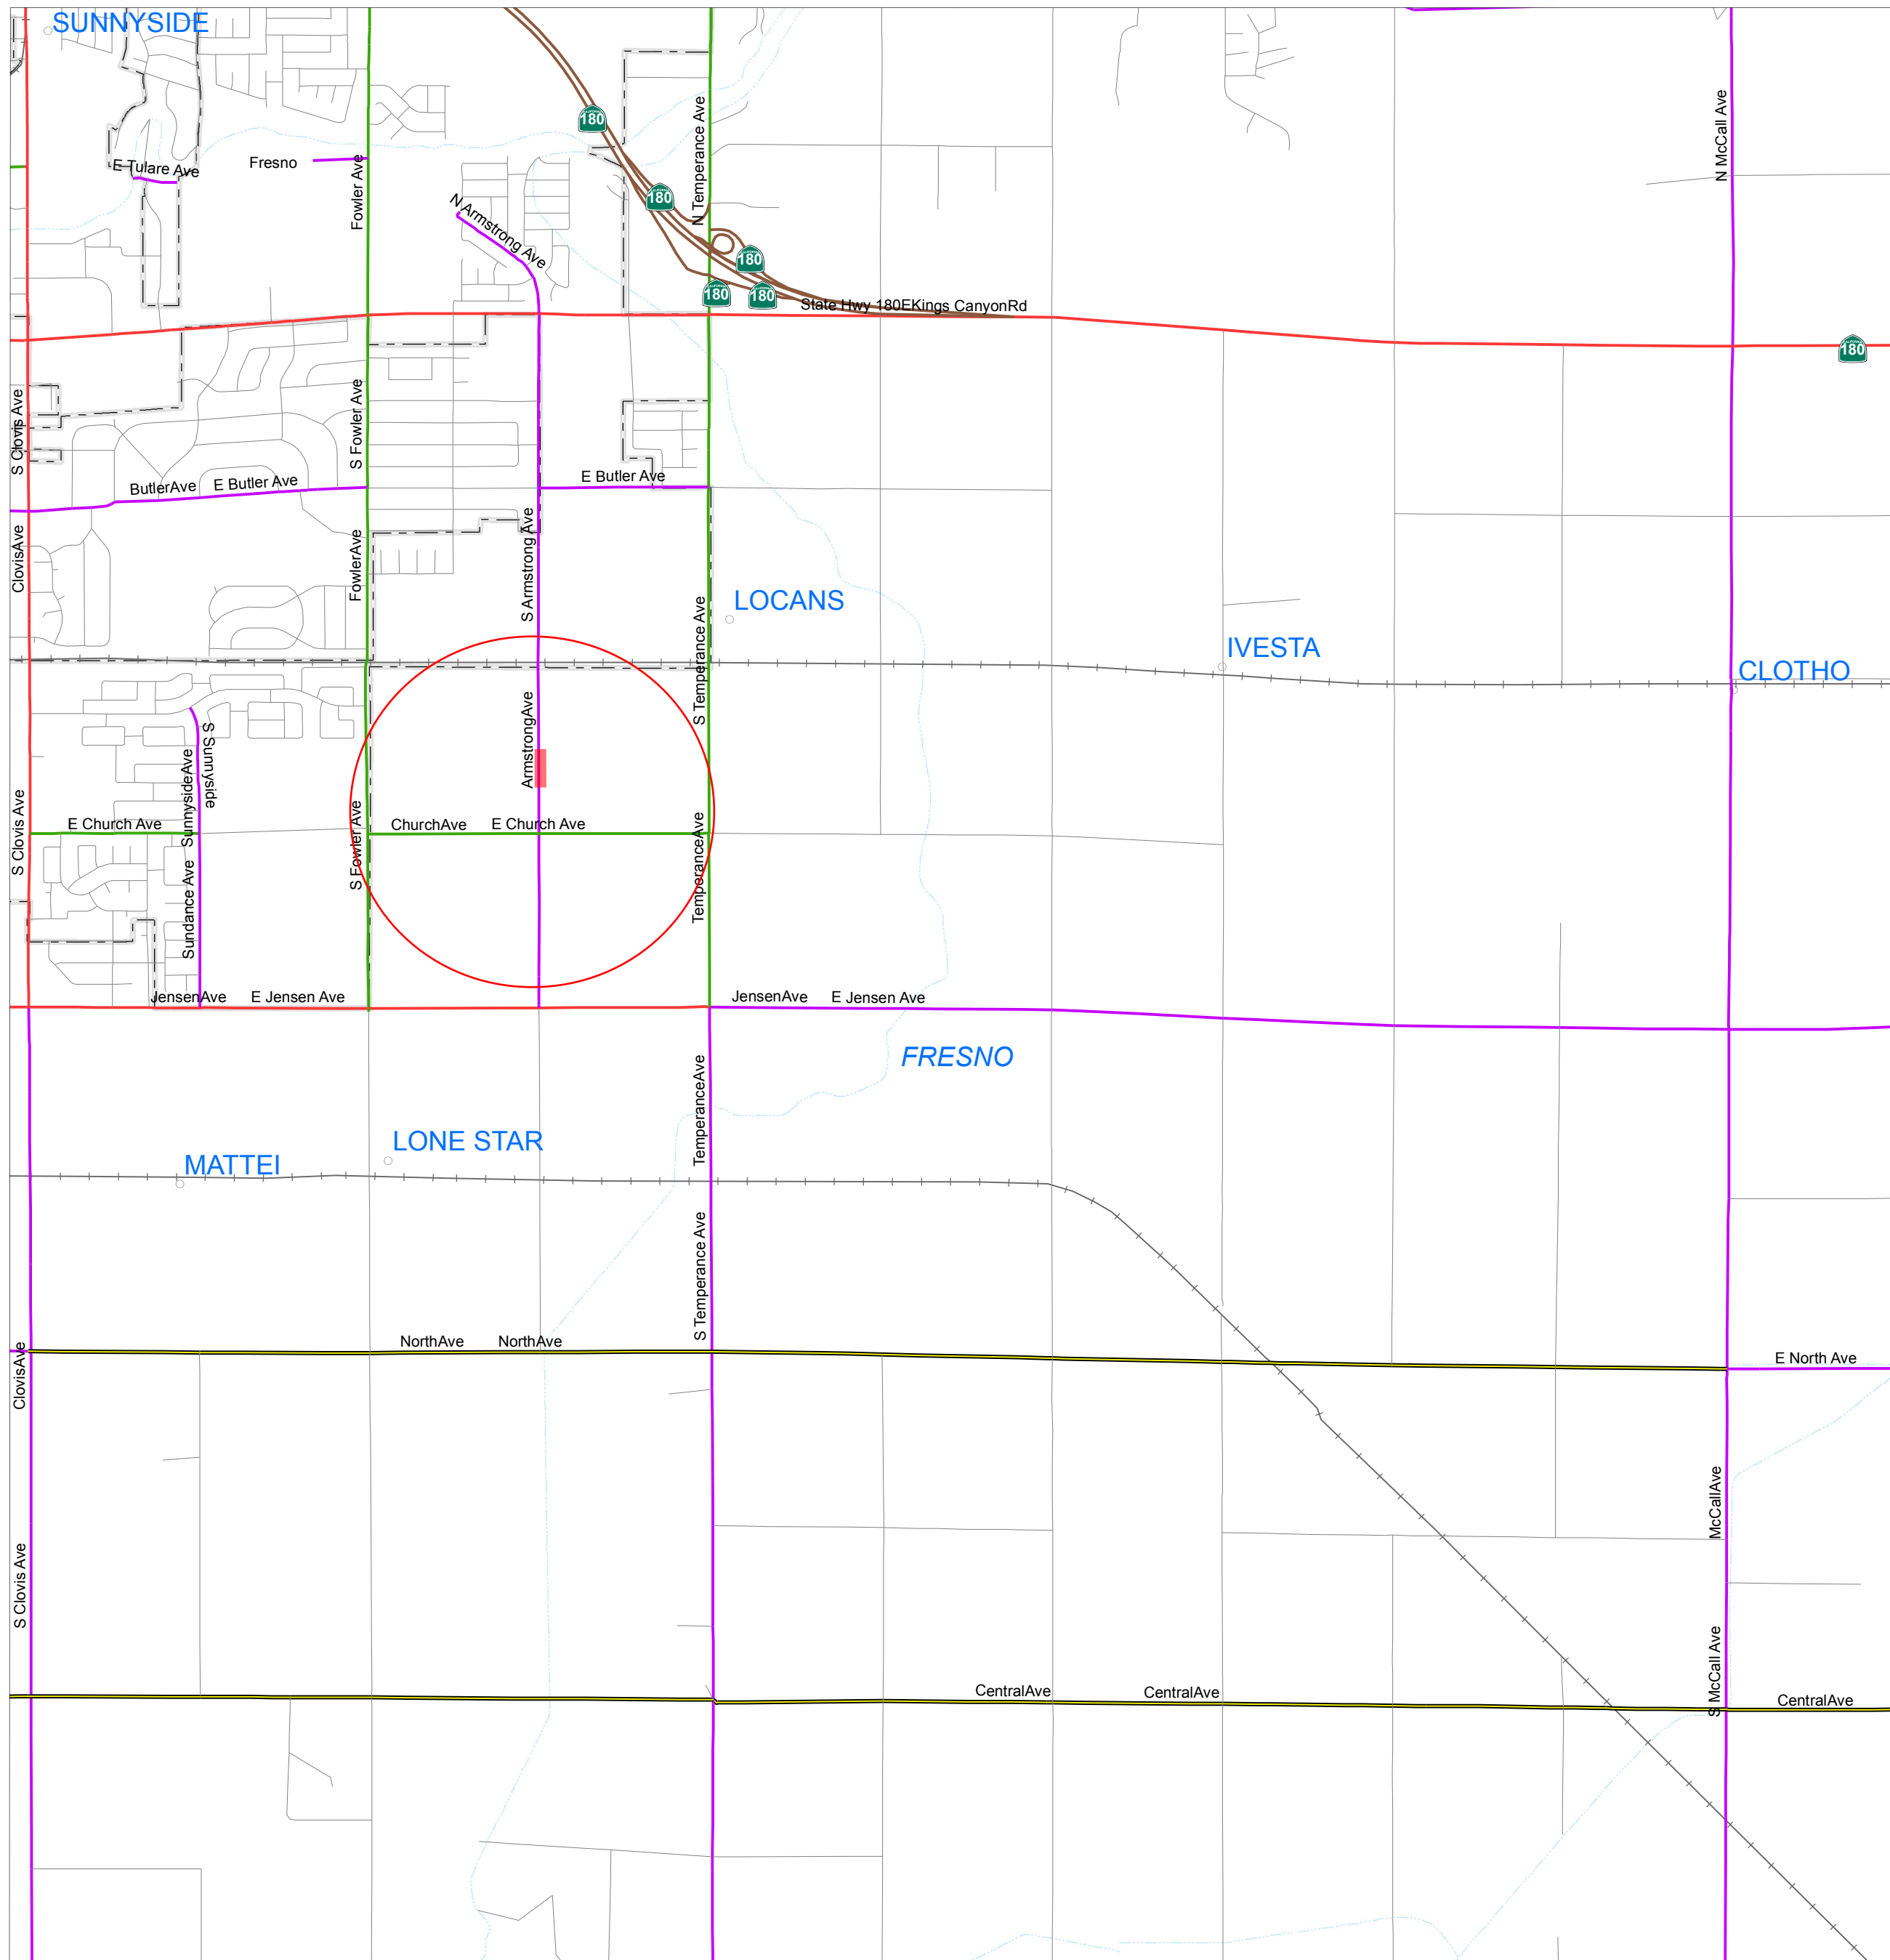 SUNNYSIDE
180
N Temperance Ave
N McCall Ave
E Tulare Ave
Fresno
Fowler Ave
180
N Armstrong Ave
180
180
180
State Hwy 180EKings CanyonRd
180
S Clovis Ave
S Fowler Ave
ButlerAve
E Butler Ave
E Butler Ave
ClovisAve
FowlerAve
S Armstrong Ave
LOCANS
S Temperance Ave
IVESTA
CLOTHO
S Sunnyside
SunnysideAve
ArmstrongAve
S Clovis Ave
E Church Ave
S Fowler Ave
ChurchAve
E Church Ave
TemperanceAve
Sundance Ave
JensenAve
E Jensen Ave
JensenAve
E Jensen Ave
FRESNO
TemperanceAve
LONE STAR
MATTEI
S Temperance Ave
NorthAve
NorthAve
E North Ave
ClovisAve
McCallAve
S Clovis Ave
S McCall Ave
CentralAve
CentralAve
CentralAve